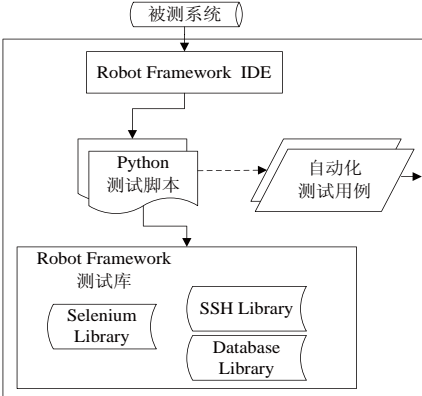 被测系统
Robot Framework IDE
Python
测试脚本
自动化
测试用例
Robot Framework
测试库
Selenium
Library
SSH Library
Database
Library